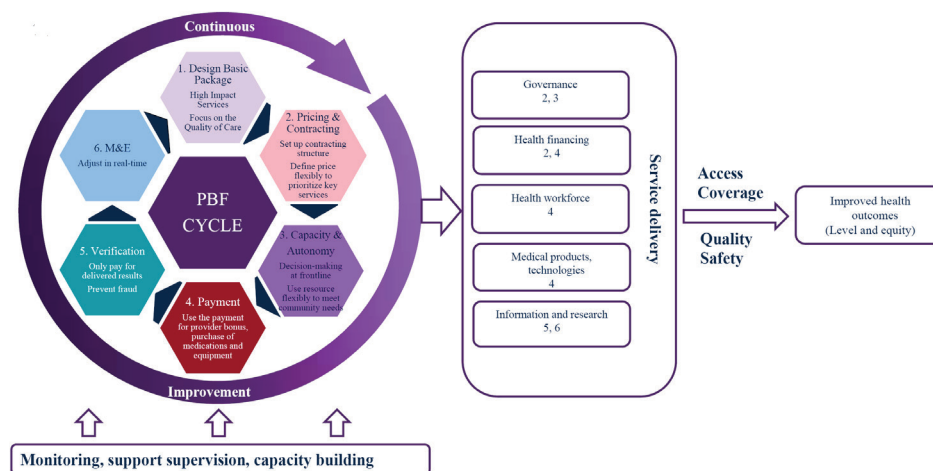 Continuous
1. Design Basic
Package
High Impact
Services
Focus on the
Quality of Care
2. Pricing &
Contracting
Set up contracting
structure
Define price
flexibly to
prioritize key
services
3. Capacity &
Autonomy
Decision-making
at frontline
Use resource
flexibly to meet
community needs
4. Payment
Use the payment
for provider bonus,
purchase of
medications and
equipment
5. Verification
Only pay for
delivered results
Prevent fraud
6. M&E
Adjust in real-time
PBF
CYCLE
Improvement
Monitoring, support supervision, capacity building
Governance
2, 3
Health financing
2, 4
Health workforce
4
Medical products,
technologies
4
Information and research
5, 6
Service delivery
Access
Coverage
Quality
Safety
Improved health
outcomes
(Level and equity)